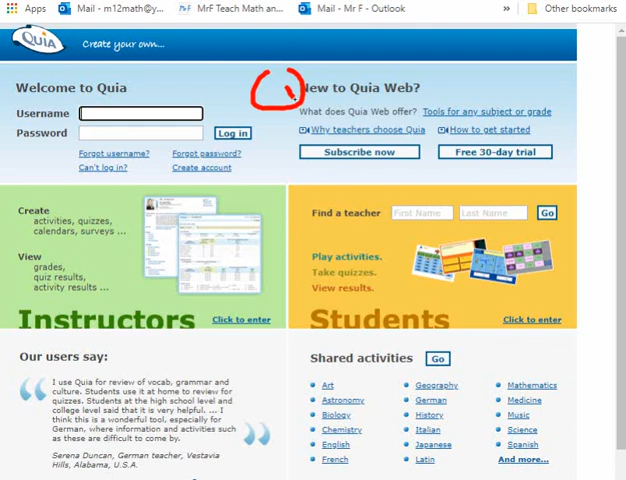 Apps
Mail - m12math@y...
MrF Teach Math an...
Mail - Mr F - Outlook
»
Other bookmarks
QUIA
Create your own...
Welcome to Quia
Username
Password
Log in
Forgot username?
Forgot password?
Can't log in?
Create account
New to Quia Web?
What does Quia Web offer? Tools for any subject or grade
Why teachers choose Quia
How to get started
Subscribe now
Free 30-day trial
Create
activities, quizzes,
calendars, surveys ...
View
grades,
quiz results,
activity results ...
Instructors
Click to enter
Find a teacher
First Name
Last Name
Go
Play activities.
Take quizzes.
View results.
Students
Click to enter
Our users say:
I use Quia for review of vocab, grammar and
culture. Students use it at home to review for
quizzes. Students at the high school level and
college level said that it is very helpful. ... I
think this is a wonderful tool, especially for
German, where information and activities such
as these are difficult to come by.
Serena Duncan, German teacher, Vestavia
Hills, Alabama, U.S.A.
Shared activities
Go
Art
Astronomy
Biology
Chemistry
English
French
Geography
German
History
Italian
Japanese
Latin
Mathematics
Medicine
Music
Science
Spanish
And more...